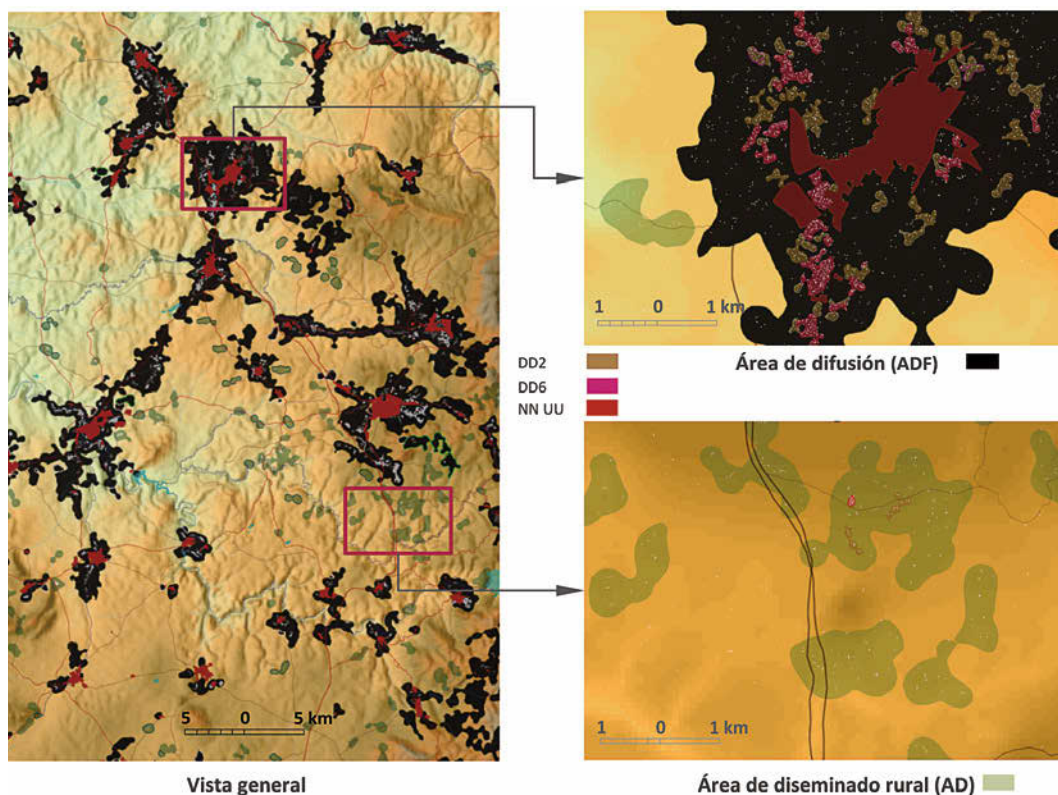 5 0 5 km
Vista general
1 0 1 km
DD2
DD6
NN UU
Área de difusión (ADF)
1 0 1 km
Área de diseminado rural (AD)